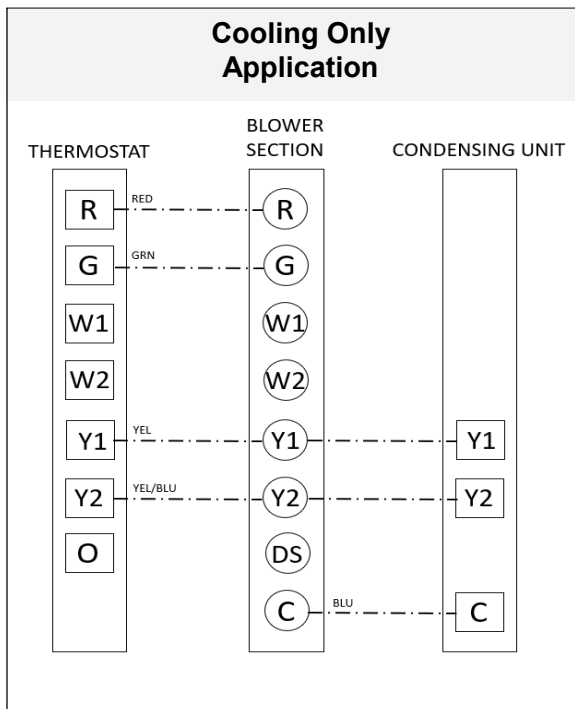 Cooling Only
Application
THERMOSTAT
BLOWER
SECTION
CONDENSING UNIT
R RED R
G GRN G
W1 W1
W2 W2
Y1 YEL Y1 Y1
Y2 YEL/BLU Y2 Y2
O DS
C BLU C